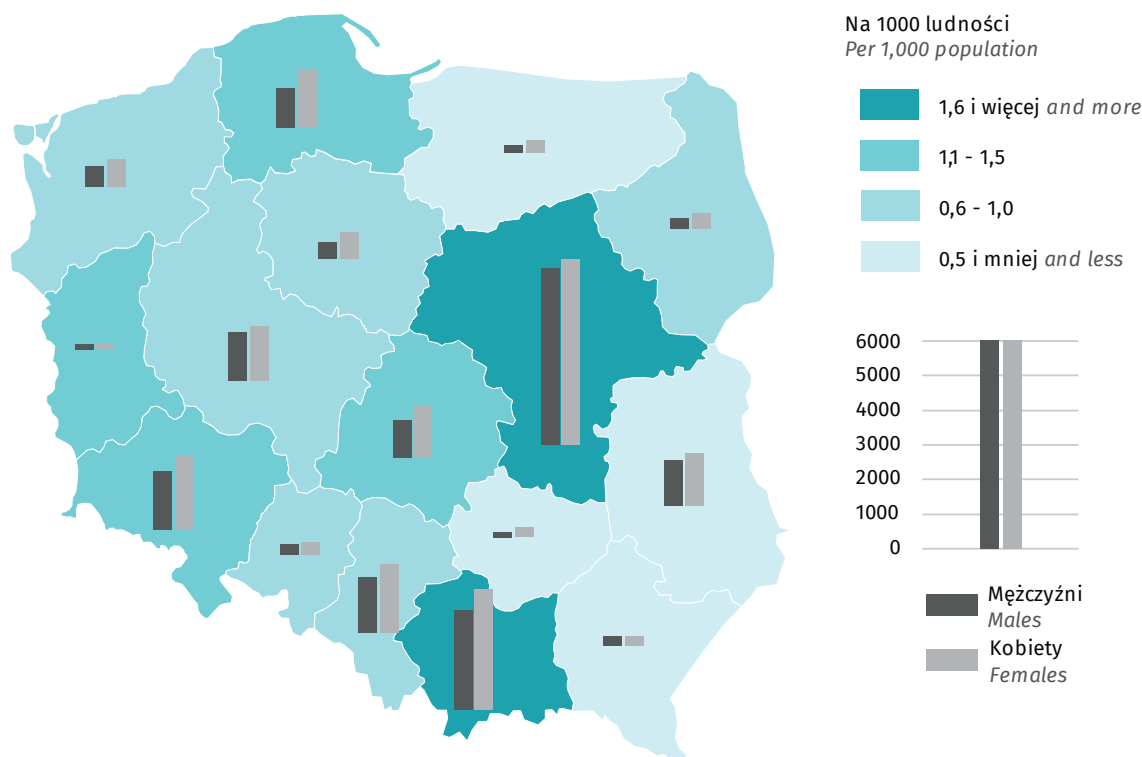 Na 1000 ludności
Per 1,000 population
1,6 i więcej and more
1,1 - 1,5
0,6 - 1,0
0,5 i mniej and less
6000
5000
4000
3000
2000
1000
0
Mężczyźni
Males
Kobiety
Females